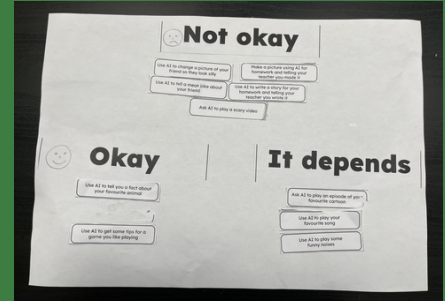 Not okay
Use AI to change a picture of your
friend so they look silly
Make a picture using AI for
homework and telling your
teacher you made it
Use AI to tell a mean joke about
your friend
Use AI to write a story for your
homework and telling your
teacher you wrote it
Ask AI to play a scary video
Okay
It depends
Use AI to tell you a fact about
your favourite animal
Use AI to get some tips for a
game you like playing
Ask AI to play an episode of your
favourite cartoon
Use AI to play your
favourite song
Use AI to play some
funny noises